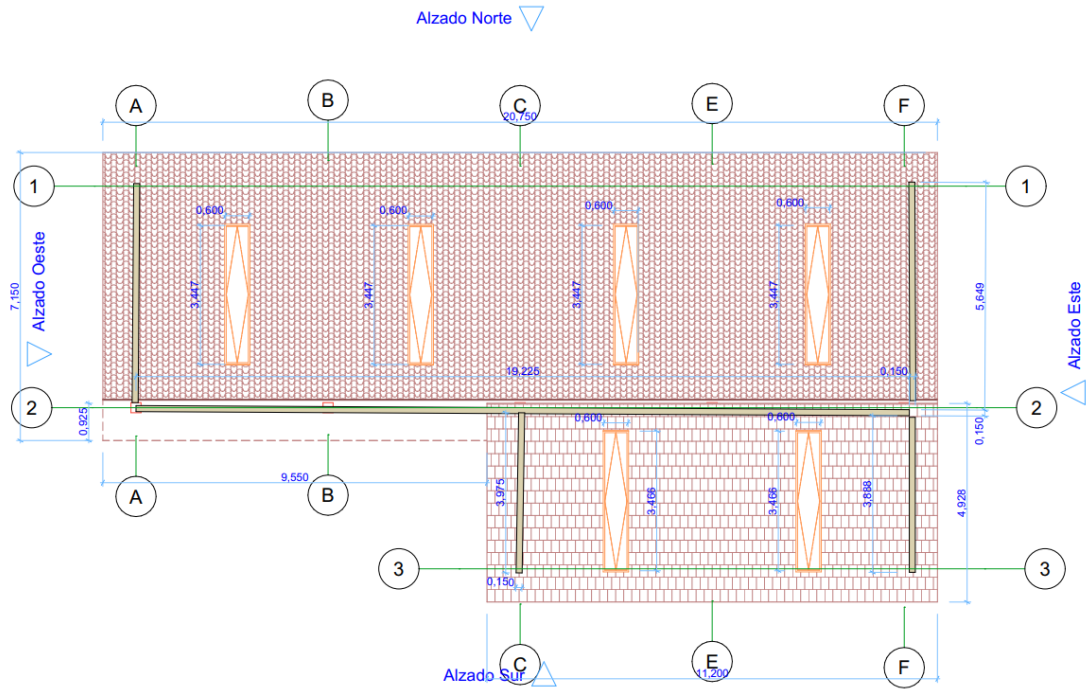 Alzado Norte
A
B
C
E
F
20,750
1
1
0,600
0,600
0,600
0,600
7,150
Alzado Oeste
3,447
3,447
3,447
3,447
5,649
Alzado Este
19,225
0,150
2
2
0,925
0,600
0,600
0,150
9,550
A
B
3,975
3,466
3,466
3,888
4,928
3
3
0,150
C
E
F
Alzado Sur
11,200